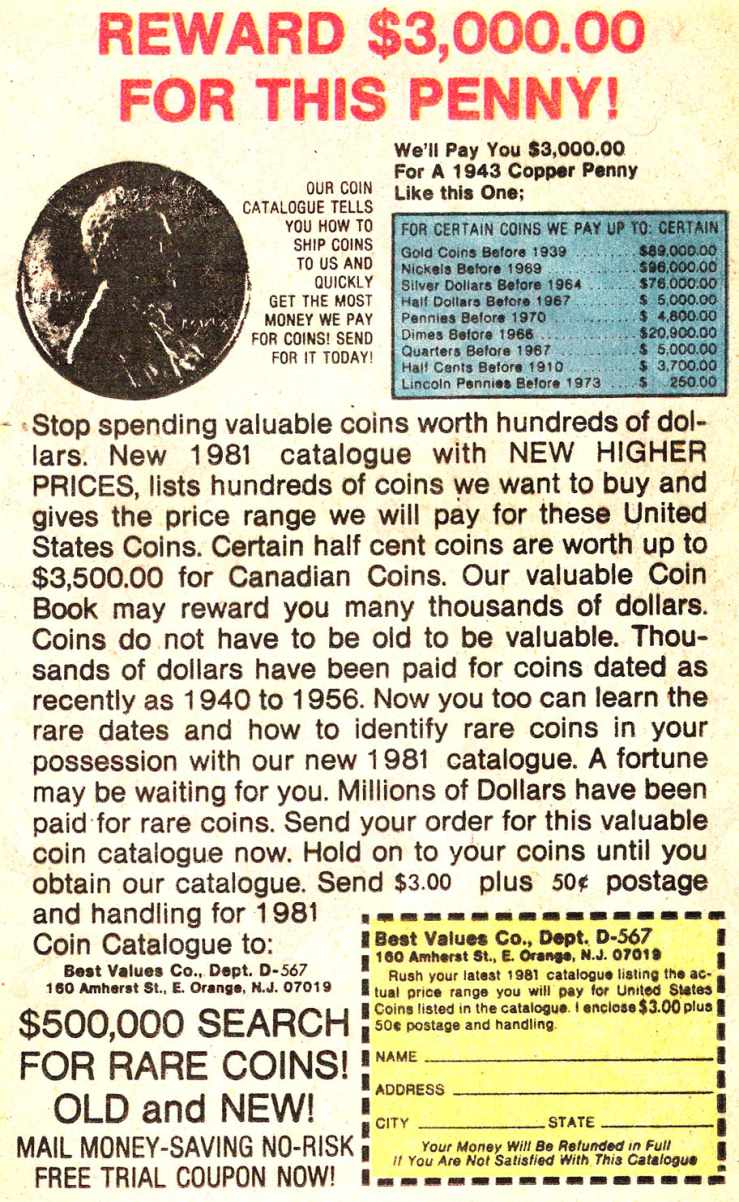 REWARD $3,000.00
FOR THIS PENNY!
We'll Pay You $3,000.00
For A 1943 Copper Penny
Like this One;
OUR COIN
CATALOGUE TELLS
YOU HOW TO
SHIP COINS
TO US AND
QUICKLY
GET THE MOST
MONEY WE PAY
FOR COINS! SEND
FOR IT TODAY!
FOR CERTAIN COINS WE PAY UP TO: CERTAIN
Gold Coins Before 1939 ........ $89,000.00
Nickels Before 1969 ............ $96,000.00
Silver Dollars Before 1964 ...... $76,000.00
Half Dollars Before 1967 ....... $ 5,000.00
Pennies Before 1970 ........... $ 4,800.00
Dimes Before 1966 ............. $20,900.00
Quarters Before 1967 .......... $ 5,000.00
Half Cents Before 1910 ........ $ 3,700.00
Lincoln Pennies Before 1973 .... $ 250.00
LIBERTY
Stop spending valuable coins worth hundreds of dol-
lars. New 1981 catalogue with NEW HIGHER
PRICES, lists hundreds of coins we want to buy and
gives the price range we will pay for these United
States Coins. Certain half cent coins are worth up to
$3,500.00 for Canadian Coins. Our valuable Coin
Book may reward you many thousands of dollars.
Coins do not have to be old to be valuable. Thou-
sands of dollars have been paid for coins dated as
recently as 1940 to 1956. Now you too can learn the
rare dates and how to identify rare coins in your
possession with our new 1981 catalogue. A fortune
may be waiting for you. Millions of Dollars have been
paid for rare coins. Send your order for this valuable
coin catalogue now. Hold on to your coins until you
obtain our catalogue. Send $3.00 plus 50¢ postage
and handling for 1981
Coin Catalogue to:
Best Values Co., Dept. D-567
160 Amherst St., E. Orange, N.J. 07019
$500,000 SEARCH
FOR RARE COINS!
OLD and NEW!
MAIL MONEY-SAVING NO-RISK
FREE TRIAL COUPON NOW!
Best Values Co., Dept. D-567
160 Amherst St., E. Orange, N.J. 07019
Rush your latest 1981 catalogue listing the ac-
tual price range you will pay for United States
Coins listed in the catalogue. I enclose $3.00 plus
50¢ postage and handling.
NAME
ADDRESS
CITY STATE
Your Money Will Be Refunded in Full
If You Are Not Satisfied With This Catalogue